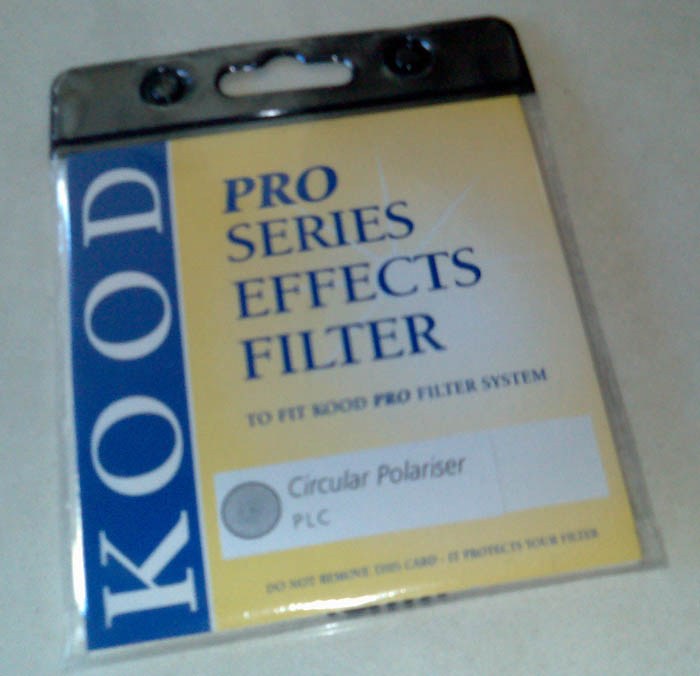 KOOD
PRO
SERIES
EFFECTS
FILTER
TO FIT KOOD PRO FILTER SYSTEM
Circular Polariser
PLC
DO NOT REMOVE THIS CARD - IT PROTECTS YOUR FILTER